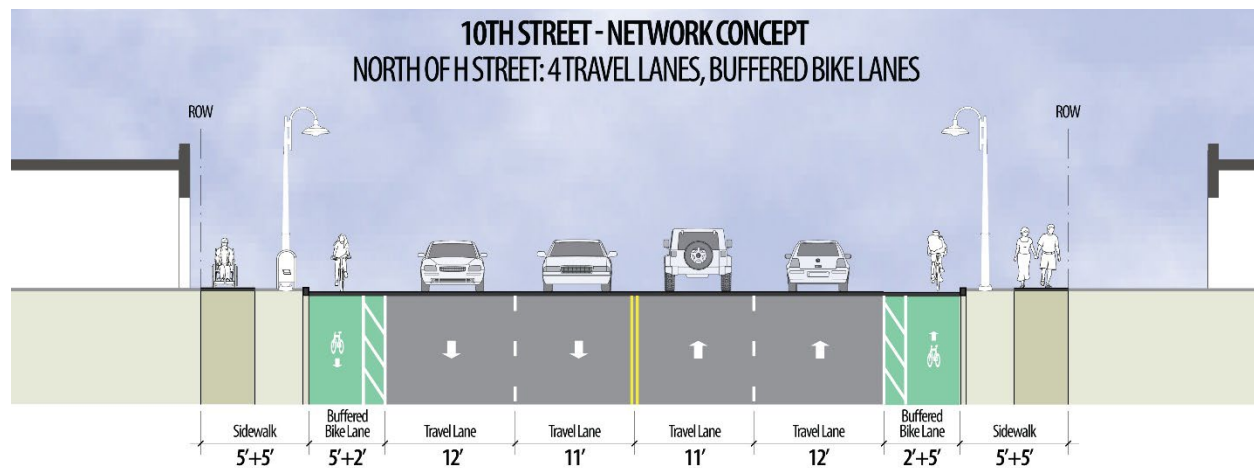 10TH STREET - NETWORK CONCEPT
NORTH OF H STREET: 4 TRAVEL LANES, BUFFERED BIKE LANES
ROW
ROW
Sidewalk
5'+5'
Buffered
Bike Lane
5'+2'
Travel Lane
12'
Travel Lane
11'
Travel Lane
11'
Travel Lane
12'
Buffered
Bike Lane
2'+5'
Sidewalk
5'+5'